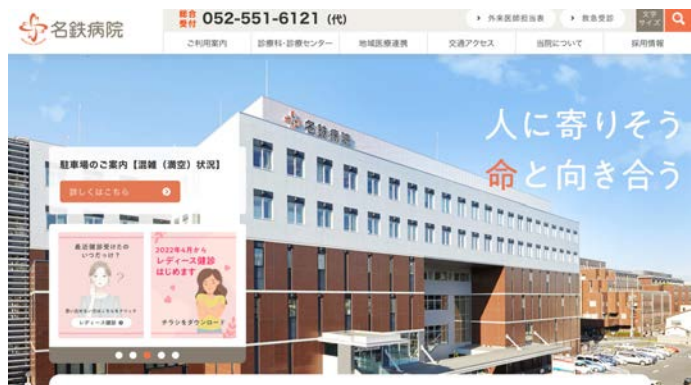 名鉄病院
総合受付 052-551-6121 (代)
外来医師担当表
救急受診
文字サイズ
ご利用案内
診療科・診療センター
地域医療連携
交通アクセス
当院について
採用情報
名鉄病院
人に寄りそう
命と向き合う
駐車場のご案内【混雑（満空）状況】
詳しくはこちら
最近健診受けたの
いつだっけ？
レディース健診
2022年4月から
レディース健診
はじめます
チラシをダウンロード